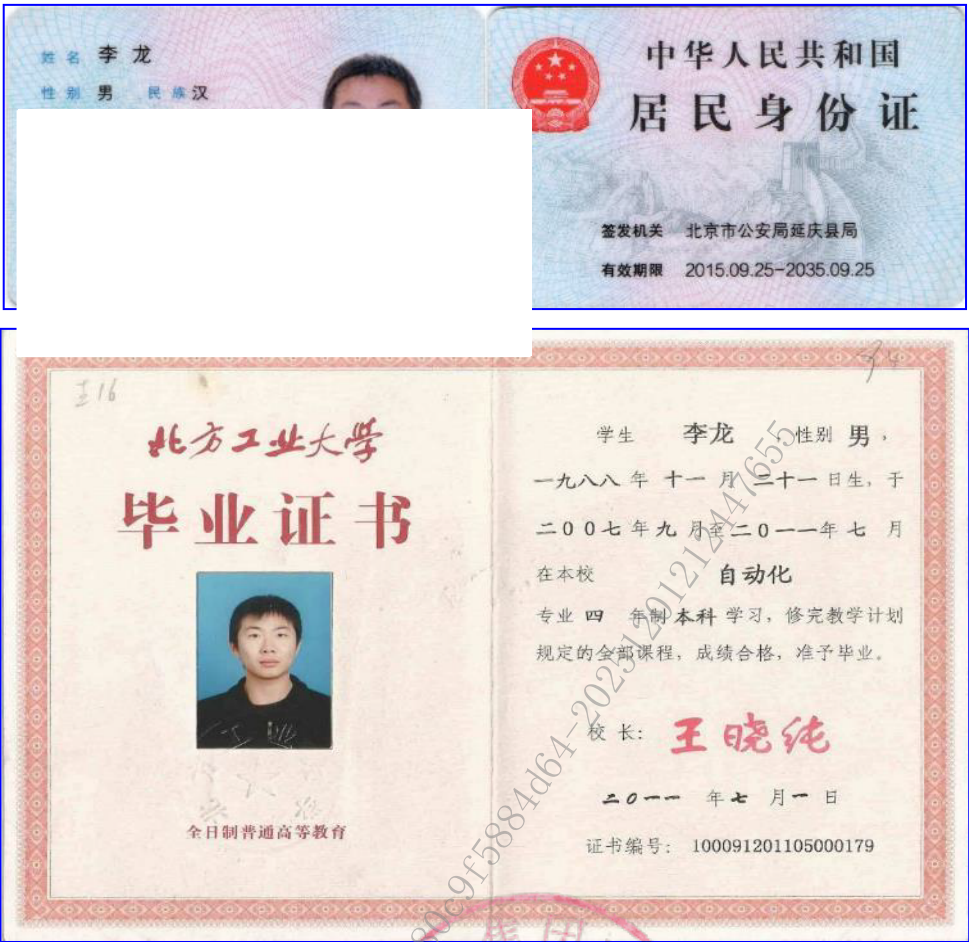 姓名 李龙
性别 男 民族 汉
中华人民共和国
居民身份证
签发机关 北京市公安局延庆县局
有效期限 2015.09.25-2035.09.25
王16
北方工业大学
毕业证书
全日制普通高等教育
学生 李龙 ,性别 男,
一九八八年 十一 月 二十一 日生, 于
二00七年九 月至二0一一年 七 月
在本校 自动化
专业 四 年制 本科 学习, 修完教学计划
规定的全部课程, 成绩合格, 准予毕业。
校长: 王晓纯
二0一一 年七 月一 日
证书编号: 100091201105000179